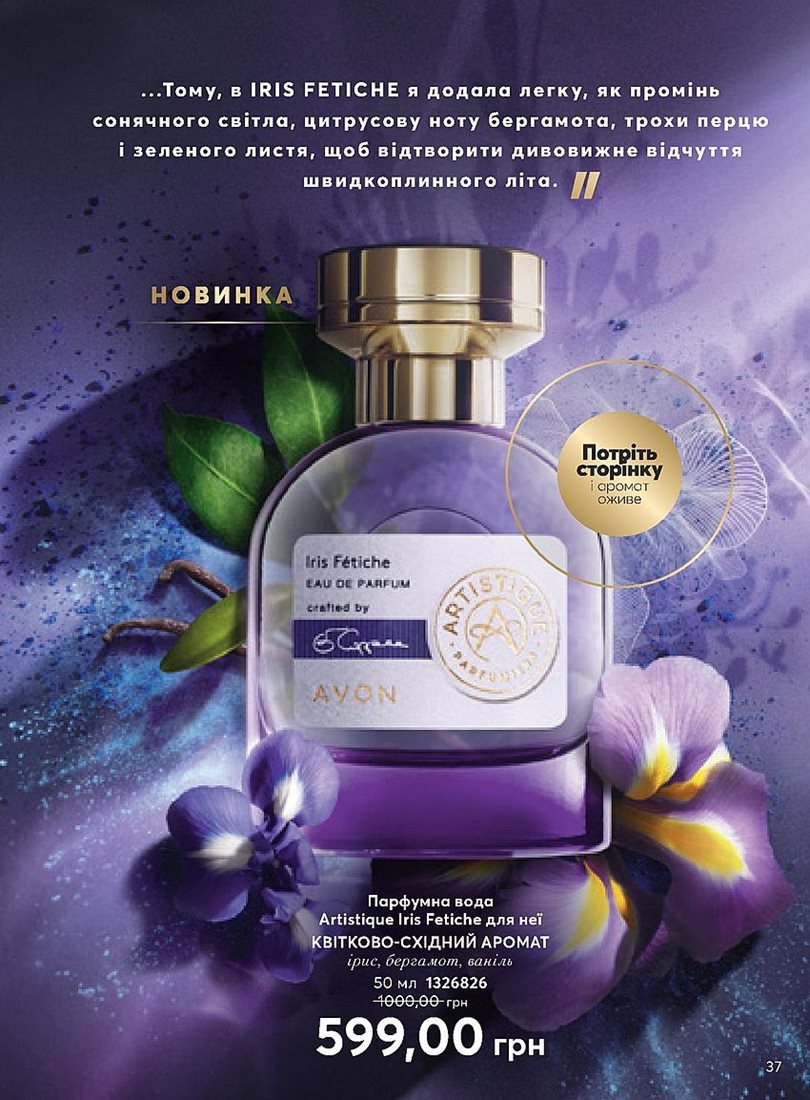 ...Тому, в IRIS FETICHE я додала легку, як промінь
сонячного світла, цитрусову ноту бергамота, трохи перцю
і зеленого листя, щоб відтворити дивовижне відчуття
швидкоплинного літа.
НОВИНКА
Потріть
сторінку
і аромат
оживе
Iris Fétiche
EAU DE PARFUM
crafted by
AVON
ARTISTIQUE
PARFUMIERS
Парфумна вода
Artistique Iris Fetiche для неї
КВІТКОВО-СХІДНИЙ АРОМАТ
ірис, бергамот, ваніль
50 мл 1326826
1000,00 грн
599,00 грн
37